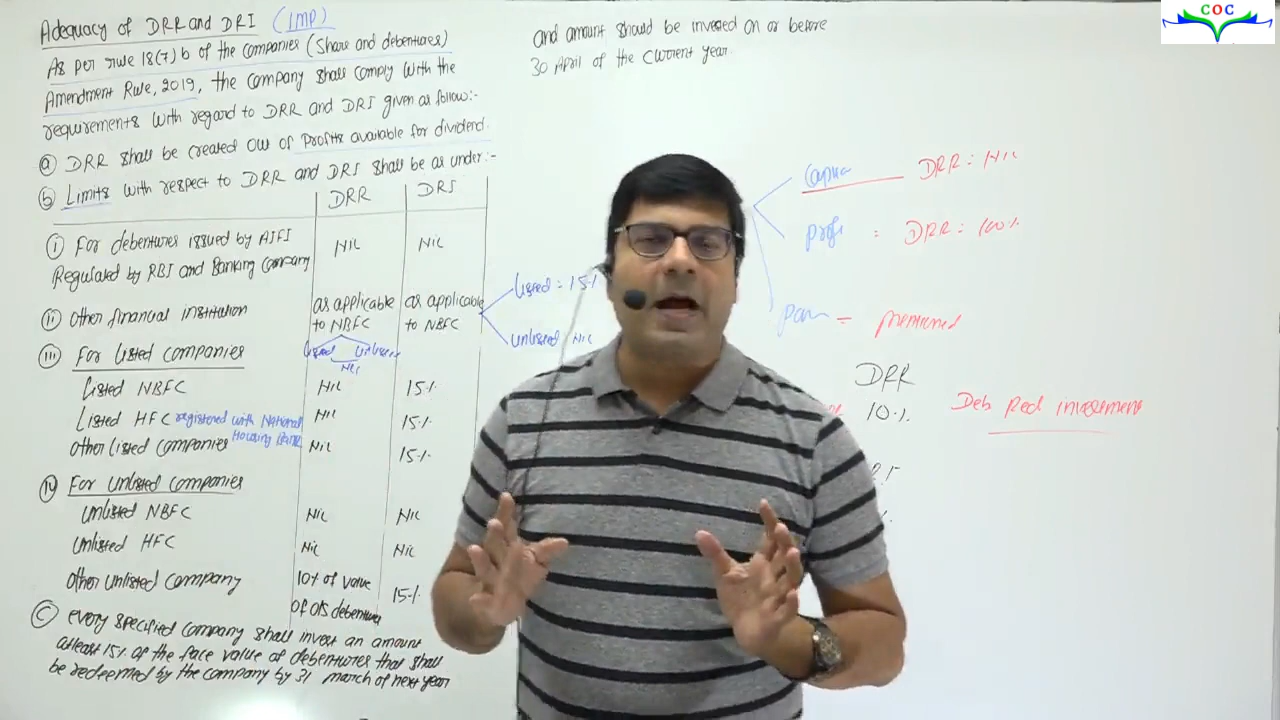 COC
Adequacy of DRR and DRI (IMP)
As per rule 18(7) b of the companies (share and debentures)
Amendment Rule, 2019, the company shall comply with the
requirements with regard to DRR and DRI given as follow:-
(a) DRR shall be created out of Profits available for dividend.
(b) Limits with respect to DRR and DRI shall be as under:-
DRR DRI
(i) For debentures issued by AIFI Nil Nil
Regulated by RBI and Banking Company
(ii) Other financial institution as applicable to NBFC as applicable to NBFC
Listed = 15%
unlisted Nil
listed unlisted
Nil
(iii) For listed companies
Listed NBFC Nil 15%
Listed HFC registered with National Housing Bank Nil 15%
Other listed companies Nil 15%
(iv) For unlisted companies
Unlisted NBFC Nil Nil
Unlisted HFC Nil Nil
Other unlisted company 10% of value of o/s debenture 15%
(c) every specified company shall invest an amount
atleast 15% of the face value of debentures that shall
be redeemed by the company by 31 march of next year
and amount should be invested on or before
30 April of the current year.
DRR = Nil
Profi = DRR = 100%
=
DRR
10% Deb Red investment